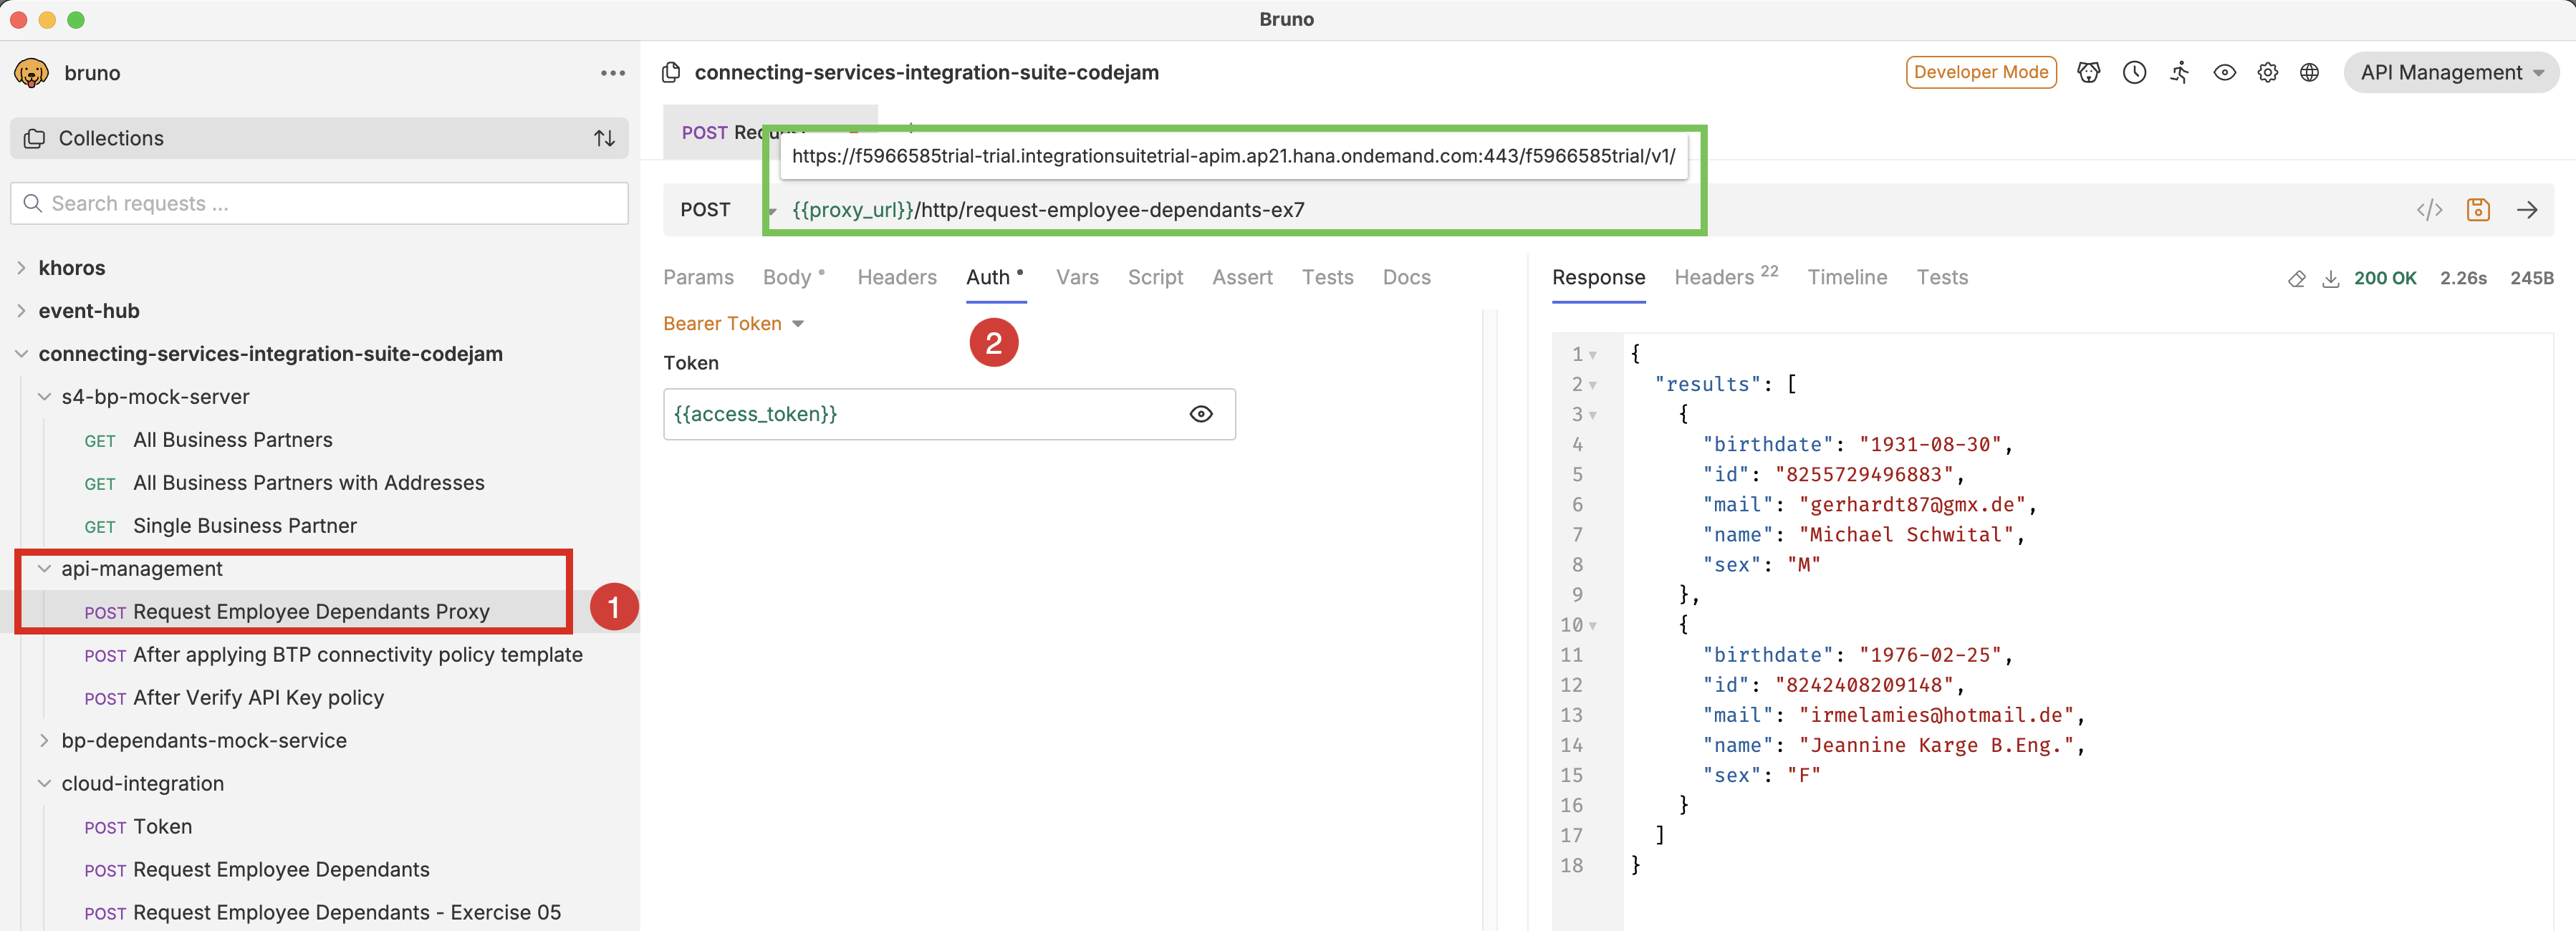 Bruno
bruno
Collections
Search requests ...
khoros
event-hub
connecting-services-integration-suite-codejam
s4-bp-mock-server
GET All Business Partners
GET All Business Partners with Addresses
GET Single Business Partner
api-management
POST Request Employee Dependants Proxy
1
POST After applying BTP connectivity policy template
POST After Verify API Key policy
bp-dependants-mock-service
cloud-integration
POST Token
POST Request Employee Dependants
POST Request Employee Dependants - Exercise 05
connecting-services-integration-suite-codejam
Developer Mode
API Management
POST
https://f5966585trial-trial.integrationsuitetrial-apim.ap21.hana.ondemand.com:443/f5966585trial/v1/
POST {{proxy_url}}/http/request-employee-dependants-ex7
Params Body Headers Auth Vars Script Assert Tests Docs
Bearer Token
2
Token
{{access_token}}
Response Headers 22 Timeline Tests
200 OK 2.26s 245B
1 {
2 "results": [
3 {
4 "birthdate": "1931-08-30",
5 "id": "8255729496883",
6 "mail": "gerhardt87@gmx.de",
7 "name": "Michael Schwital",
8 "sex": "M"
9 },
10 {
11 "birthdate": "1976-02-25",
12 "id": "8242408209148",
13 "mail": "irmelamies@hotmail.de",
14 "name": "Jeannine Karge B.Eng.",
15 "sex": "F"
16 }
17 ]
18 }